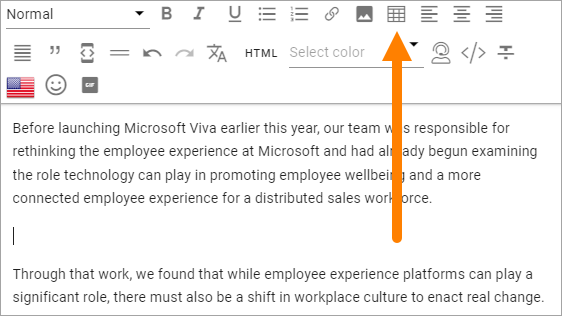 Normal B I U
HTML Select color
GIF
Before launching Microsoft Viva earlier this year, our team was responsible for
rethinking the employee experience at Microsoft and had already begun examining
the role technology can play in promoting employee wellbeing and a more
connected employee experience for a distributed sales workforce.
Through that work, we found that while employee experience platforms can play a
significant role, there must also be a shift in workplace culture to enact real change.